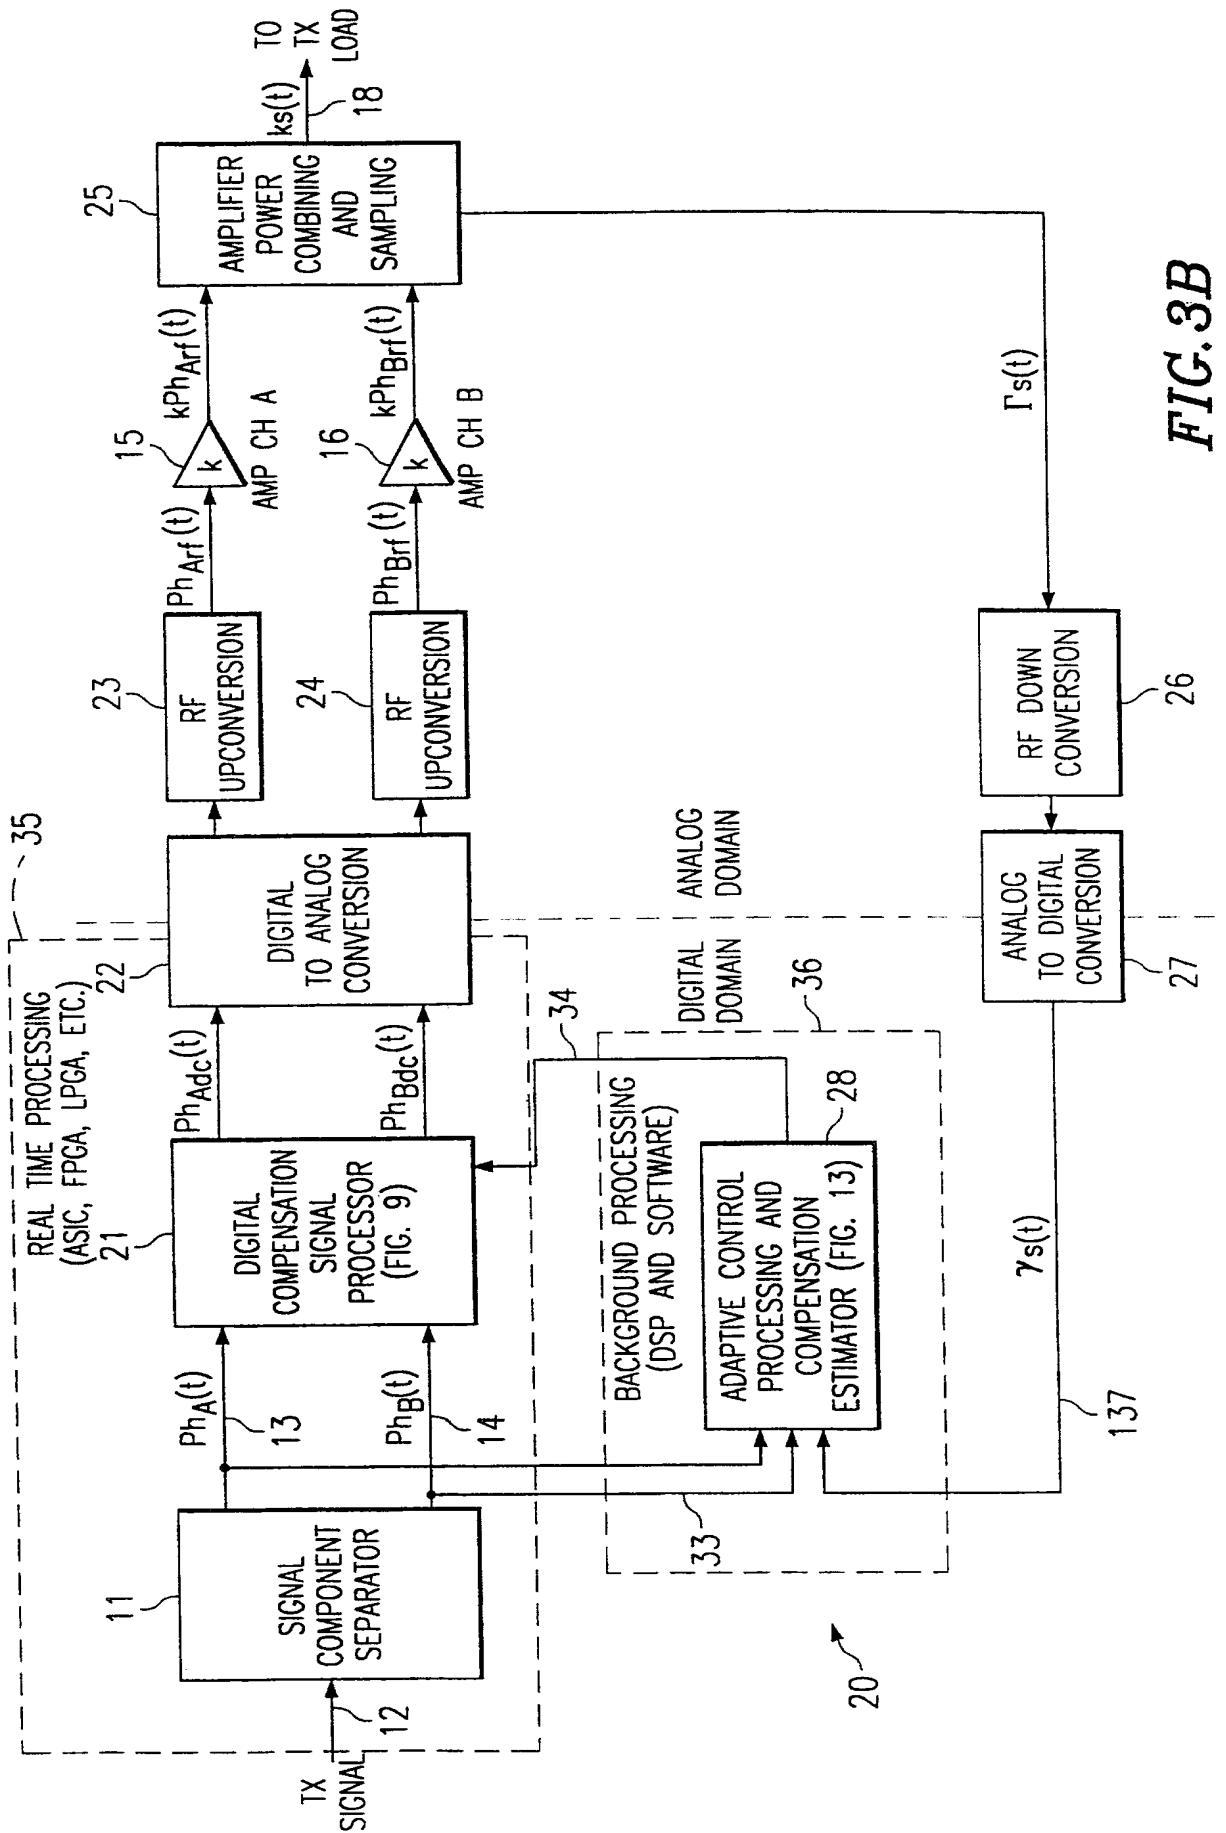 REAL TIME PROCESSING
(ASIC, FPGA, LPGA, ETC.)
35
TX
SIGNAL
12
11
SIGNAL
COMPONENT
SEPARATOR
PhA(t)
13
PhB(t)
14
21
DIGITAL
COMPENSATION
SIGNAL
PROCESSOR
(FIG. 9)
PhAdc(t)
PhBdc(t)
22
DIGITAL
TO ANALOG
CONVERSION
23
RF
UPCONVERSION
24
RF
UPCONVERSION
PhArf(t)
PhBrf(t)
15
k
AMP CH A
16
k
AMP CH B
kPhArf(t)
kPhBrf(t)
25
AMPLIFIER
POWER
COMBINING
AND
SAMPLING
ks(t)
18
TO
TX
LOAD
33
34
BACKGROUND PROCESSING
(DSP AND SOFTWARE)
36
ADAPTIVE CONTROL
PROCESSING AND
COMPENSATION
ESTIMATOR (FIG. 13)
28
DIGITAL
DOMAIN
ANALOG
DOMAIN
20
137
γs(t)
ANALOG
TO DIGITAL
CONVERSION
27
RF DOWN
CONVERSION
26
Γs(t)
FIG.3B